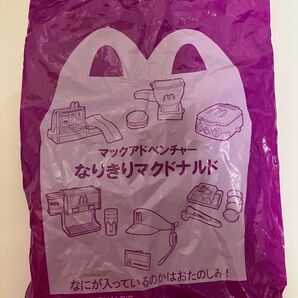 マックアドベンチャー
なりきりマクドナルド
なにが入っているのかはおたのしみ!